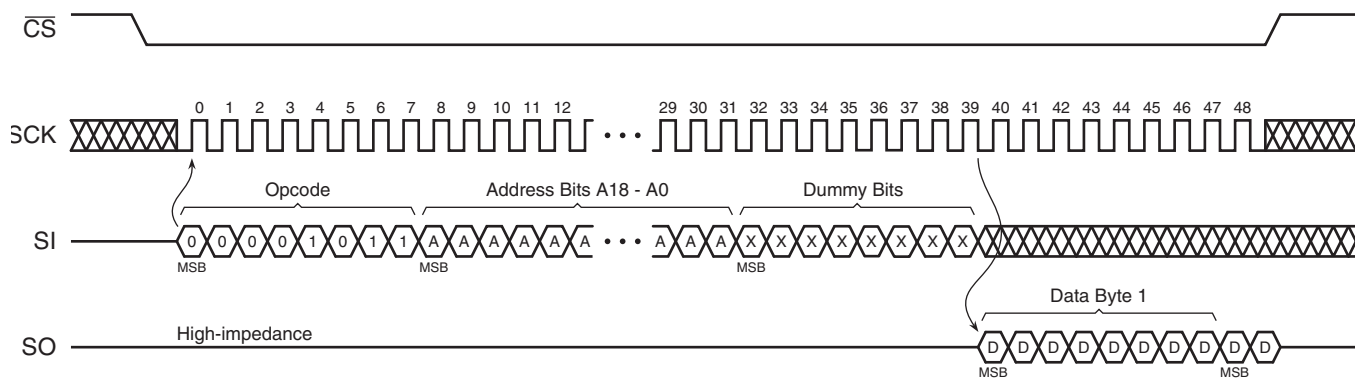 CS
0 1 2 3 4 5 6 7 8 9 10 11 12 29 30 31 32 33 34 35 36 37 38 39 40 41 42 43 44 45 46 47 48
SCK
Opcode Address Bits A18 - A0 Dummy Bits
SI 0 0 0 0 1 0 1 1 A A A A A A A A A X X X X X X X X
MSB MSB MSB
Data Byte 1
High-impedance
SO D D D D D D D D D D
MSB MSB